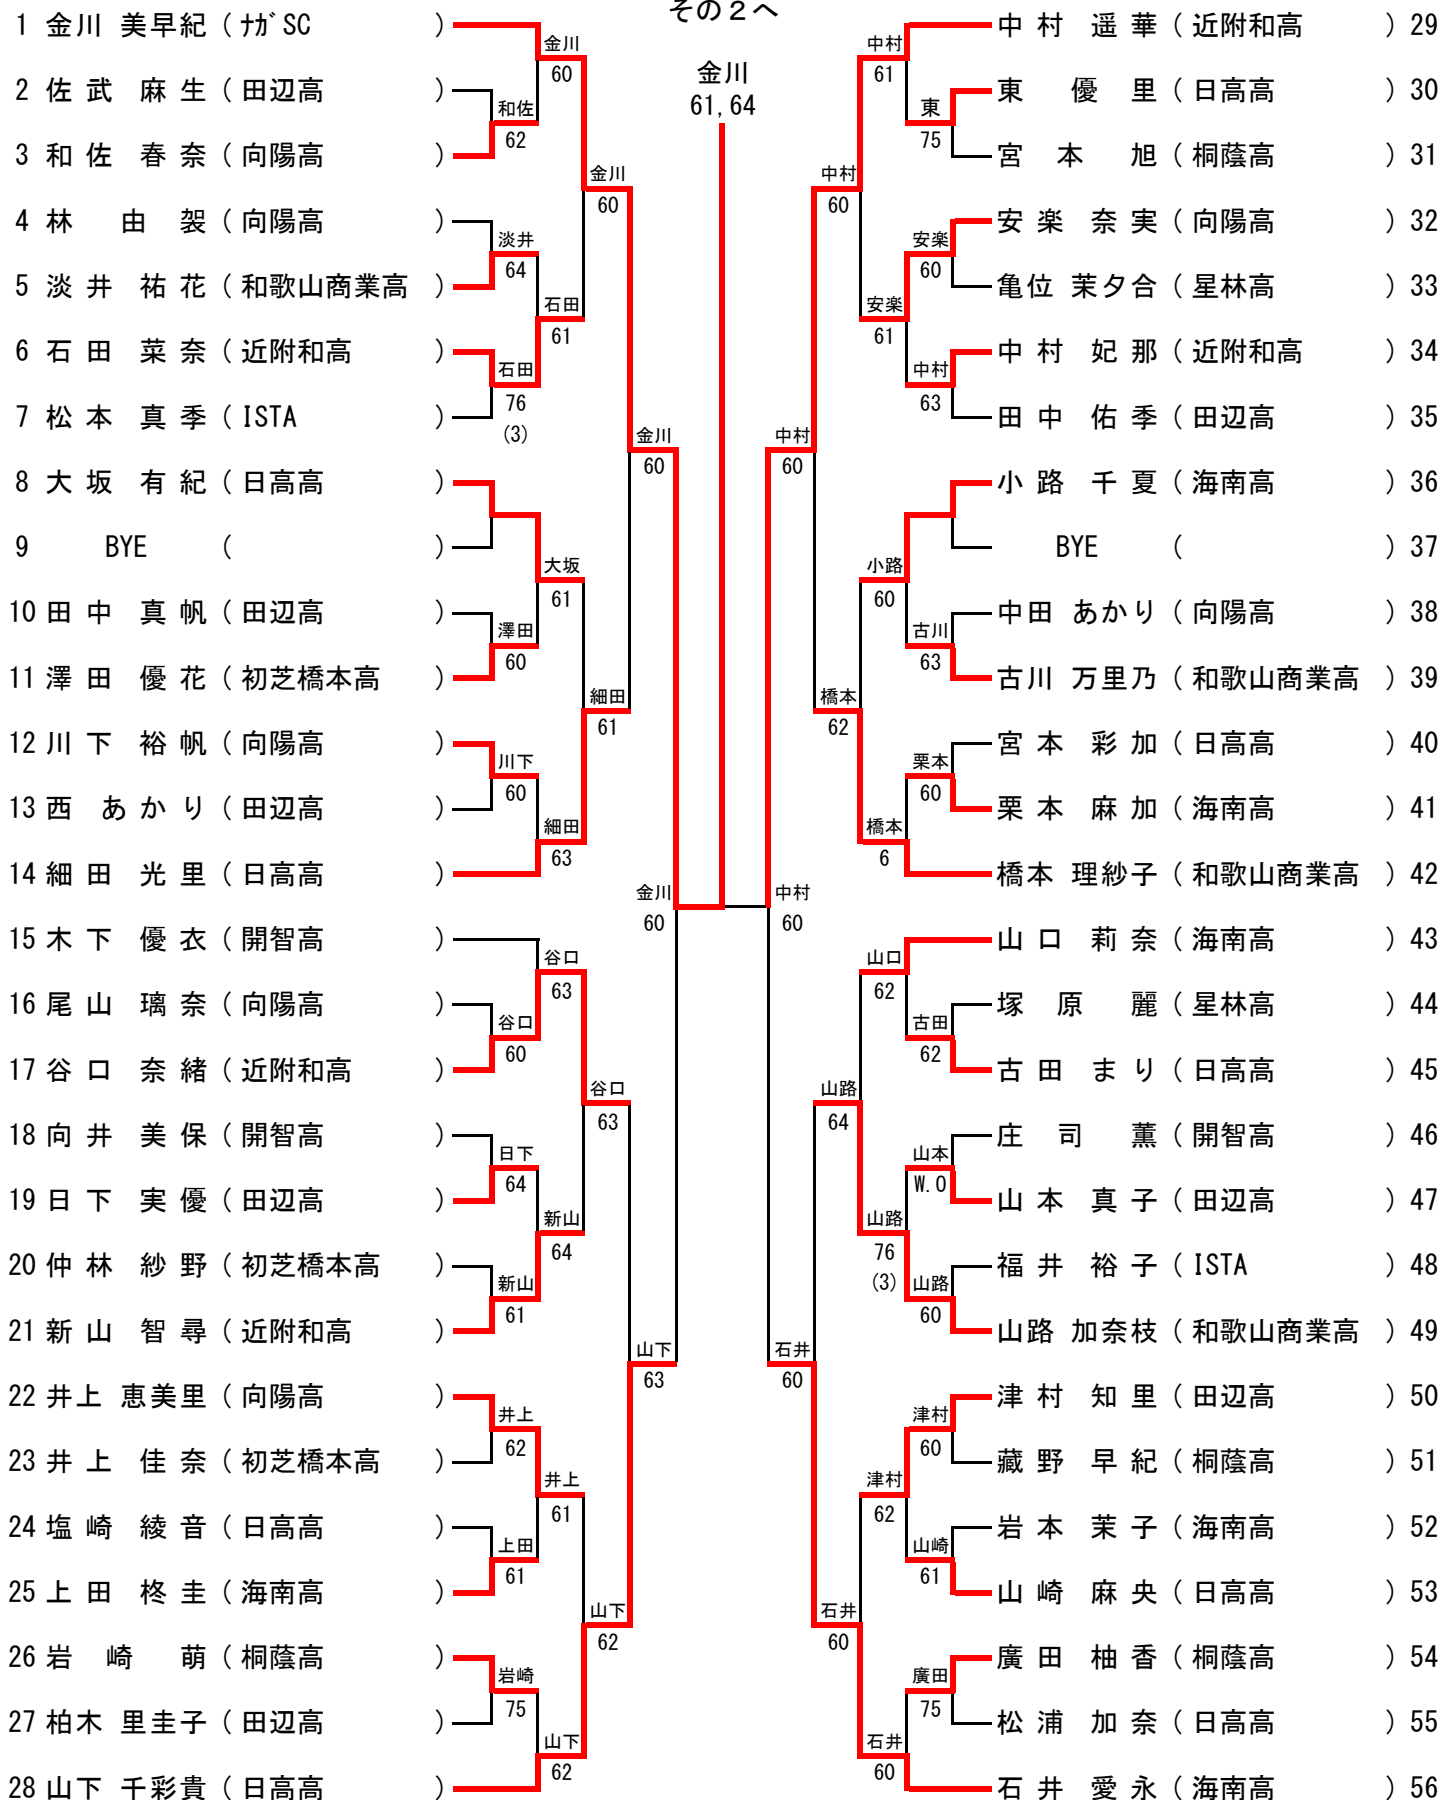 その２へ
金川
61,64
1 金川 美早紀 ( ﾅｶﾞSC )
2 佐武 麻生 ( 田辺高 )
3 和佐 春奈 ( 向陽高 )
4 林 由袈 ( 向陽高 )
5 淡井 祐花 ( 和歌山商業高 )
6 石田 菜奈 ( 近附和高 )
7 松本 真季 ( ISTA )
8 大坂 有紀 ( 日高高 )
9 BYE ( )
10 田中 真帆 ( 田辺高 )
11 澤田 優花 ( 初芝橋本高 )
12 川下 裕帆 ( 向陽高 )
13 西 あかり ( 田辺高 )
14 細田 光里 ( 日高高 )
15 木下 優衣 ( 開智高 )
16 尾山 璃奈 ( 向陽高 )
17 谷口 奈緒 ( 近附和高 )
18 向井 美保 ( 開智高 )
19 日下 実優 ( 田辺高 )
20 仲林 紗野 ( 初芝橋本高 )
21 新山 智尋 ( 近附和高 )
22 井上 恵美里 ( 向陽高 )
23 井上 佳奈 ( 初芝橋本高 )
24 塩崎 綾音 ( 日高高 )
25 上田 柊圭 ( 海南高 )
26 岩崎 萌 ( 桐蔭高 )
27 柏木 里圭子 ( 田辺高 )
28 山下 千彩貴 ( 日高高 )
和佐
62
淡井
64
石田
76
(3)
澤田
60
川下
60
谷口
60
日下
64
新山
61
井上
62
上田
61
岩崎
75
金川
60
石田
61
大坂
61
細田
63
谷口
63
新山
64
井上
61
山下
62
金川
60
細田
61
谷口
63
山下
62
金川
60
山下
63
金川
60
中村
60
中村
60
石井
60
中村
60
橋本
62
山路
64
石井
60
中村
61
安楽
61
小路
60
橋本
6
山口
62
山路
76
(3)
津村
62
石井
60
東
75
安楽
60
中村
63
古川
63
栗本
60
古田
62
山本
W.O
山路
60
津村
60
山崎
61
廣田
75
中村 遥華 ( 近附和高 ) 29
東 優里 ( 日高高 ) 30
宮本 旭 ( 桐蔭高 ) 31
安楽 奈実 ( 向陽高 ) 32
亀位 茉夕合 ( 星林高 ) 33
中村 妃那 ( 近附和高 ) 34
田中 佑季 ( 田辺高 ) 35
小路 千夏 ( 海南高 ) 36
BYE ( ) 37
中田 あかり ( 向陽高 ) 38
古川 万里乃 ( 和歌山商業高 ) 39
宮本 彩加 ( 日高高 ) 40
栗本 麻加 ( 海南高 ) 41
橋本 理紗子 ( 和歌山商業高 ) 42
山口 莉奈 ( 海南高 ) 43
塚原 麗 ( 星林高 ) 44
古田 まり ( 日高高 ) 45
庄司 薫 ( 開智高 ) 46
山本 真子 ( 田辺高 ) 47
福井 裕子 ( ISTA ) 48
山路 加奈枝 ( 和歌山商業高 ) 49
津村 知里 ( 田辺高 ) 50
藏野 早紀 ( 桐蔭高 ) 51
岩本 茉子 ( 海南高 ) 52
山崎 麻央 ( 日高高 ) 53
廣田 柚香 ( 桐蔭高 ) 54
松浦 加奈 ( 日高高 ) 55
石井 愛永 ( 海南高 ) 56